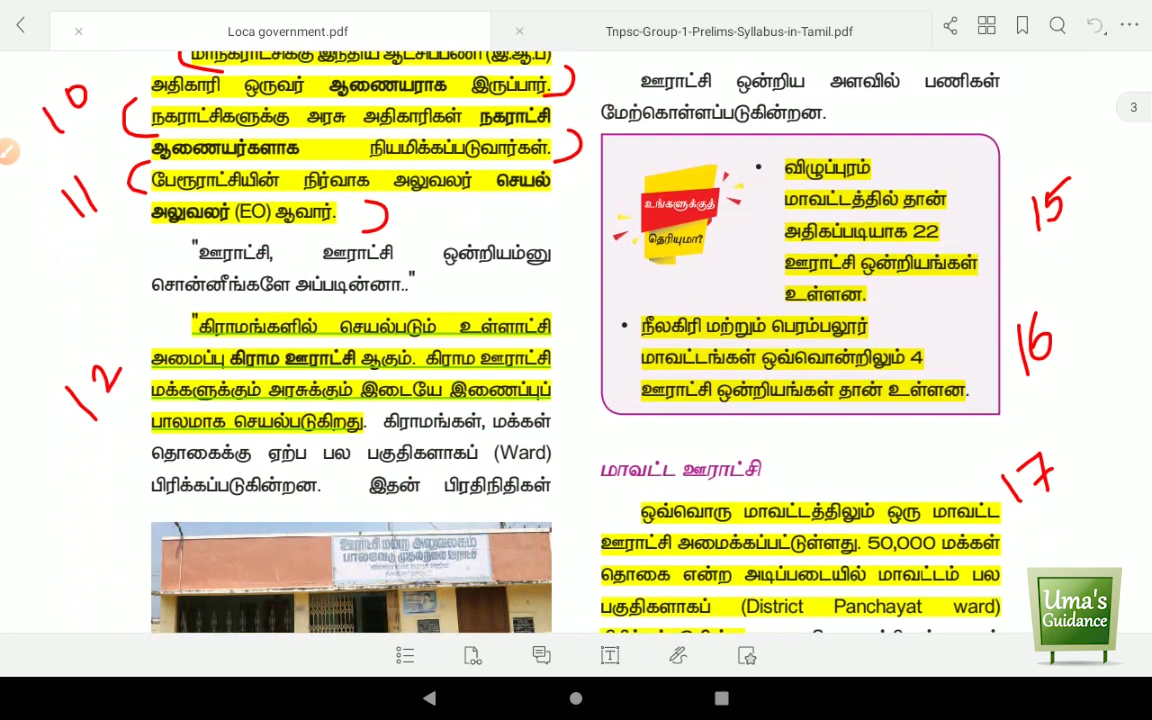 Loca government.pdf
Tnpsc-Group-1-Prelims-Syllabus-in-Tamil.pdf
3
மாநகராட்சிக்கு இந்திய ஆட்சிப்பணி (இ.ஆ.ப)
அதிகாரி ஒருவர் ஆணையராக இருப்பார்.
நகராட்சிகளுக்கு அரசு அதிகாரிகள் நகராட்சி
ஆணையர்களாக நியமிக்கப்படுவார்கள்.
பேரூராட்சியின் நிர்வாக அலுவலர் செயல்
அலுவலர் (EO) ஆவார்.
10
11
"ஊராட்சி, ஊராட்சி ஒன்றியம்னு
சொன்னீங்களே அப்படின்னா.."
"கிராமங்களில் செயல்படும் உள்ளாட்சி
அமைப்பு கிராம ஊராட்சி ஆகும். கிராம ஊராட்சி
மக்களுக்கும் அரசுக்கும் இடையே இணைப்புப்
பாலமாக செயல்படுகிறது. கிராமங்கள், மக்கள்
தொகைக்கு ஏற்ப பல பகுதிகளாகப் (Ward)
பிரிக்கப்படுகின்றன. இதன் பிரதிநிதிகள்
12
ஊராட்சி மன்ற அலுவலகம்
ஊராட்சி ஒன்றிய அளவில் பணிகள்
மேற்கொள்ளப்படுகின்றன.
உங்களுக்குத்
தெரியுமா?
• விழுப்புரம்
மாவட்டத்தில் தான்
அதிகப்படியாக 22
ஊராட்சி ஒன்றியங்கள்
உள்ளன.
• நீலகிரி மற்றும் பெரம்பலூர்
மாவட்டங்கள் ஒவ்வொன்றிலும் 4
ஊராட்சி ஒன்றியங்கள் தான் உள்ளன.
15
16
மாவட்ட ஊராட்சி
17
ஒவ்வொரு மாவட்டத்திலும் ஒரு மாவட்ட
ஊராட்சி அமைக்கப்பட்டுள்ளது. 50,000 மக்கள்
தொகை என்ற அடிப்படையில் மாவட்டம் பல
பகுதிகளாகப் (District Panchayat ward)
Uma's
Guidance